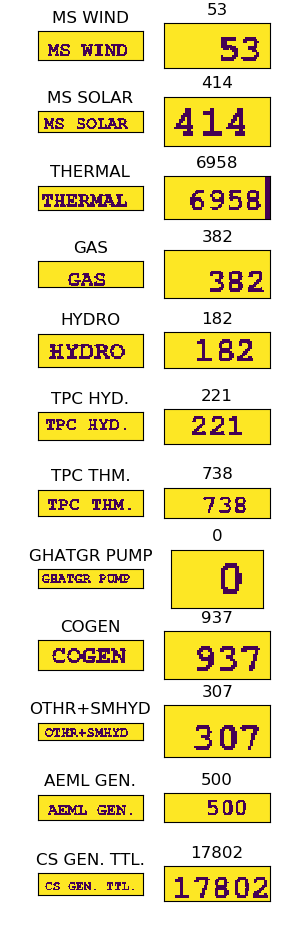 MS WIND 53
MS WIND 53
MS SOLAR 414
MS SOLAR 414
THERMAL 6958
THERMAL 6958
GAS 382
GAS 382
HYDRO 182
HYDRO 182
TPC HYD. 221
TPC HYD. 221
TPC THM. 738
TPC THM. 738
GHATGR PUMP 0
GHATGR PUMP 0
COGEN 937
COGEN 937
OTHR+SMHYD 307
OTHR+SMHYD 307
AEML GEN. 500
AEML GEN. 500
CS GEN. TTL. 17802
CS GEN. TTL. 17802